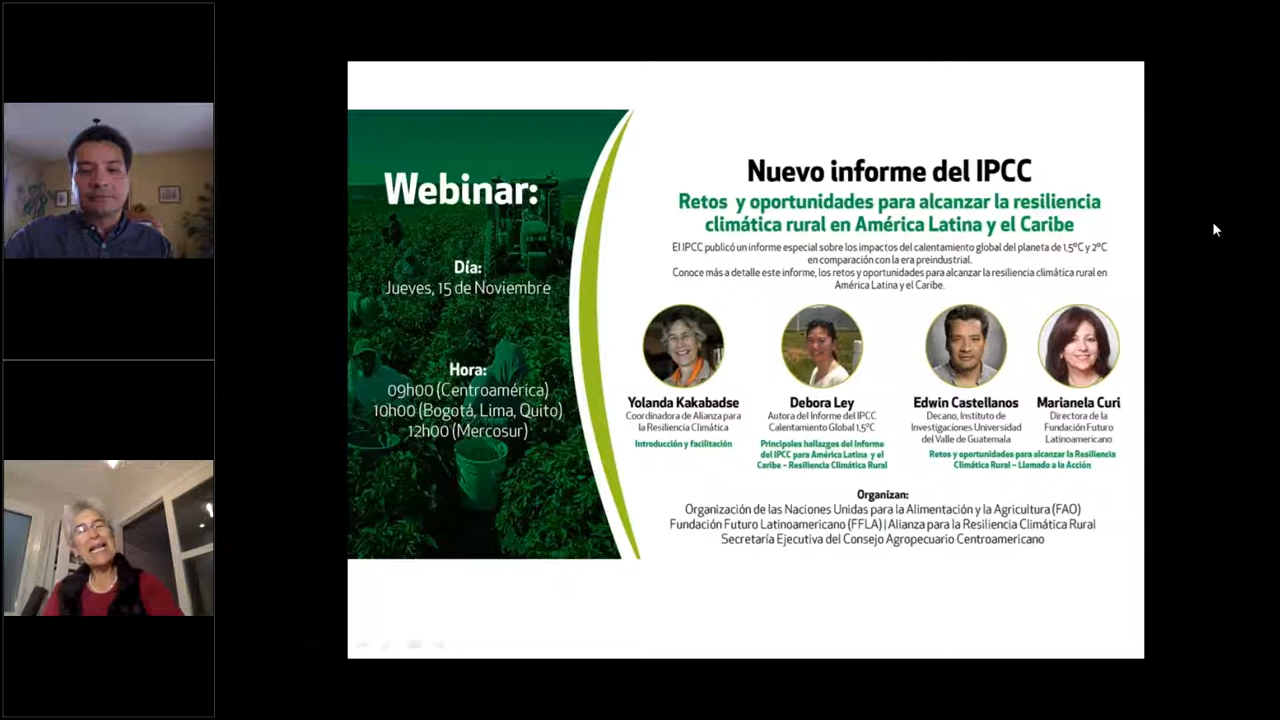 Webinar:
Día:
Jueves, 15 de Noviembre
Hora:
09h00 (Centroamérica)
10h00 (Bogotá, Lima, Quito)
12h00 (Mercosur)
Nuevo informe del IPCC
Retos y oportunidades para alcanzar la resiliencia
climática rural en América Latina y el Caribe
El IPCC publicó un informe especial sobre los impactos del calentamiento global del planeta de 1,5ºC y 2ºC
en comparación con la era preindustrial.
Conoce más a detalle este informe, los retos y oportunidades para alcanzar la resiliencia climática rural en
América Latina y el Caribe.
Yolanda Kakabadse
Coordinadora de Alianza para
la Resiliencia Climática
Introducción y facilitación
Debora Ley
Autora del Informe del IPCC
Calentamiento Global 1,5ºC
Principales hallazgos del Informe
del IPCC para América Latina y el
Caribe - Resiliencia Climática Rural
Edwin Castellanos
Decano, Instituto de
Investigaciones Universidad
del Valle de Guatemala
Marianela Curi
Directora de la
Fundación Futuro
Latinoamericano
Retos y oportunidades para alcanzar la Resiliencia
Climática Rural - Llamado a la Acción
Organizan:
Organización de las Naciones Unidas para la Alimentación y la Agricultura (FAO)
Fundación Futuro Latinoamericano (FFLA) | Alianza para la Resiliencia Climática Rural
Secretaría Ejecutiva del Consejo Agropecuario Centroamericano